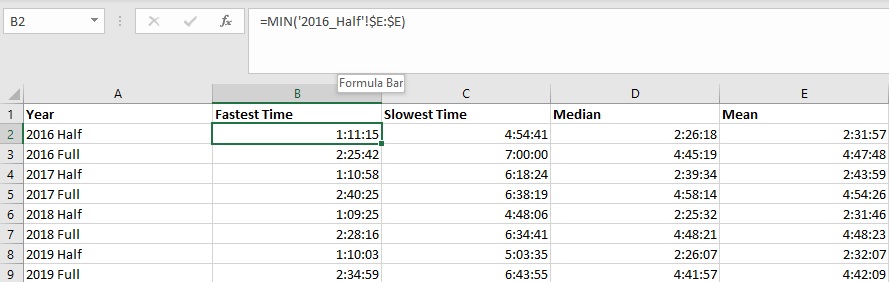 B2 fx =MIN('2016_Half'!$E:$E)
Formula Bar
A B C D E
1 Year Fastest Time Slowest Time Median Mean
2 2016 Half 1:11:15 4:54:41 2:26:18 2:31:57
3 2016 Full 2:25:42 7:00:00 4:45:19 4:47:48
4 2017 Half 1:10:58 6:18:24 2:39:34 2:43:59
5 2017 Full 2:40:25 6:38:19 4:58:14 4:54:26
6 2018 Half 1:09:25 4:48:06 2:25:32 2:31:46
7 2018 Full 2:28:16 6:34:41 4:48:21 4:48:23
8 2019 Half 1:10:03 5:03:35 2:26:07 2:32:07
9 2019 Full 2:34:59 6:43:55 4:41:57 4:42:09